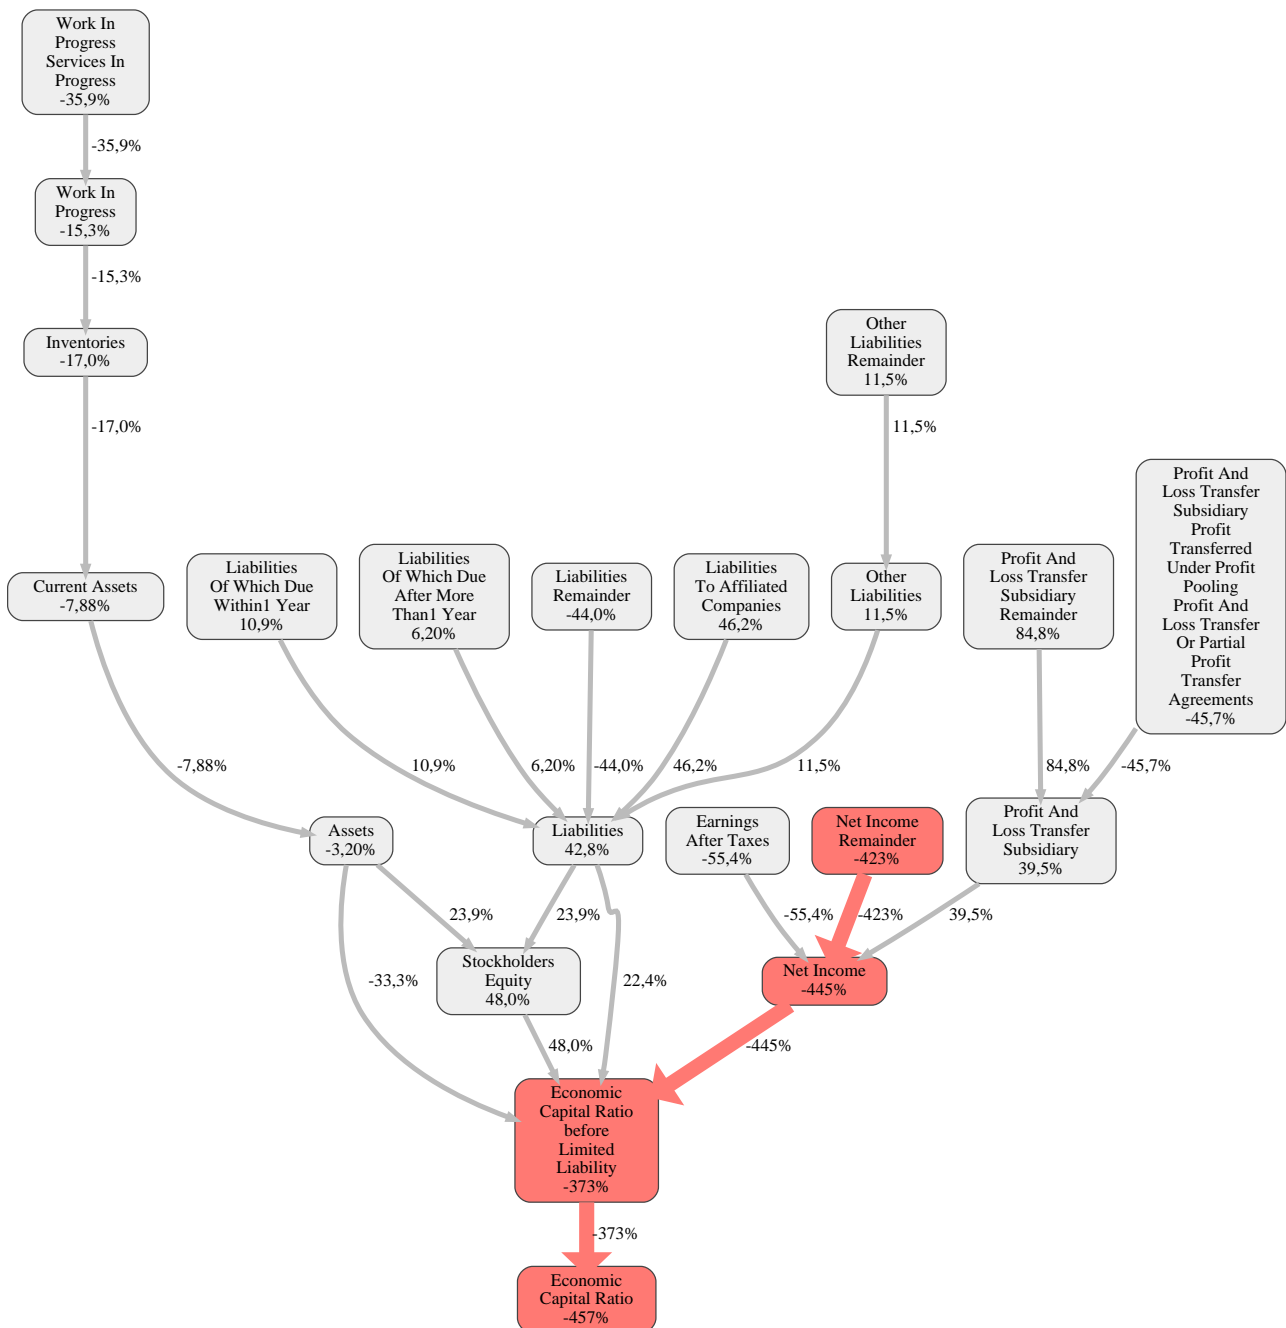 Work In
Progress
Services In
Progress
-35,9%
-35,9%
Work In
Progress
-15,3%
-15,3%
Inventories
-17,0%
-17,0%
Other
Liabilities
Remainder
11,5%
11,5%
Current Assets
-7,88%
Liabilities
Of Which Due
Within1 Year
10,9%
Liabilities
Of Which Due
After More
Than1 Year
6,20%
Liabilities
Remainder
-44,0%
Liabilities
To Affiliated
Companies
46,2%
Other
Liabilities
11,5%
Profit And
Loss Transfer
Subsidiary
Remainder
84,8%
Profit And
Loss Transfer
Subsidiary
Profit
Transferred
Under Profit
Pooling
Profit And
Loss Transfer
Or Partial
Profit
Transfer
Agreements
-45,7%
-7,88%
10,9%
6,20%
-44,0%
46,2%
11,5%
84,8%
-45,7%
Assets
-3,20%
Liabilities
42,8%
Earnings
After Taxes
-55,4%
Net Income
Remainder
-423%
Profit And
Loss Transfer
Subsidiary
39,5%
23,9%
23,9%
-55,4%
-423%
39,5%
-33,3%
Stockholders
Equity
48,0%
22,4%
Net Income
-445%
48,0%
-445%
Economic
Capital Ratio
before
Limited
Liability
-373%
-373%
Economic
Capital Ratio
-457%